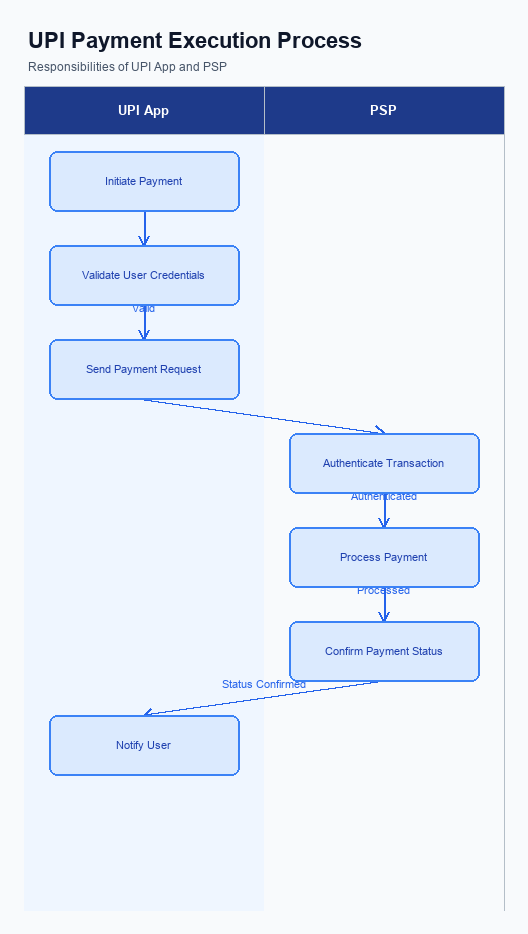 UPI Payment Execution Process
Responsibilities of UPI App and PSP
UPI App
PSP
Initiate Payment
Validate User Credentials
Valid
Send Payment Request
Authenticate Transaction
Authenticated
Process Payment
Processed
Confirm Payment Status
Status Confirmed
Notify User